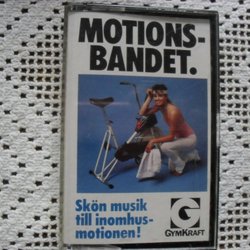 MOTIONS-
BANDET.
Skön musik
till inomhus-
motionen!
G
GYMKRAFT